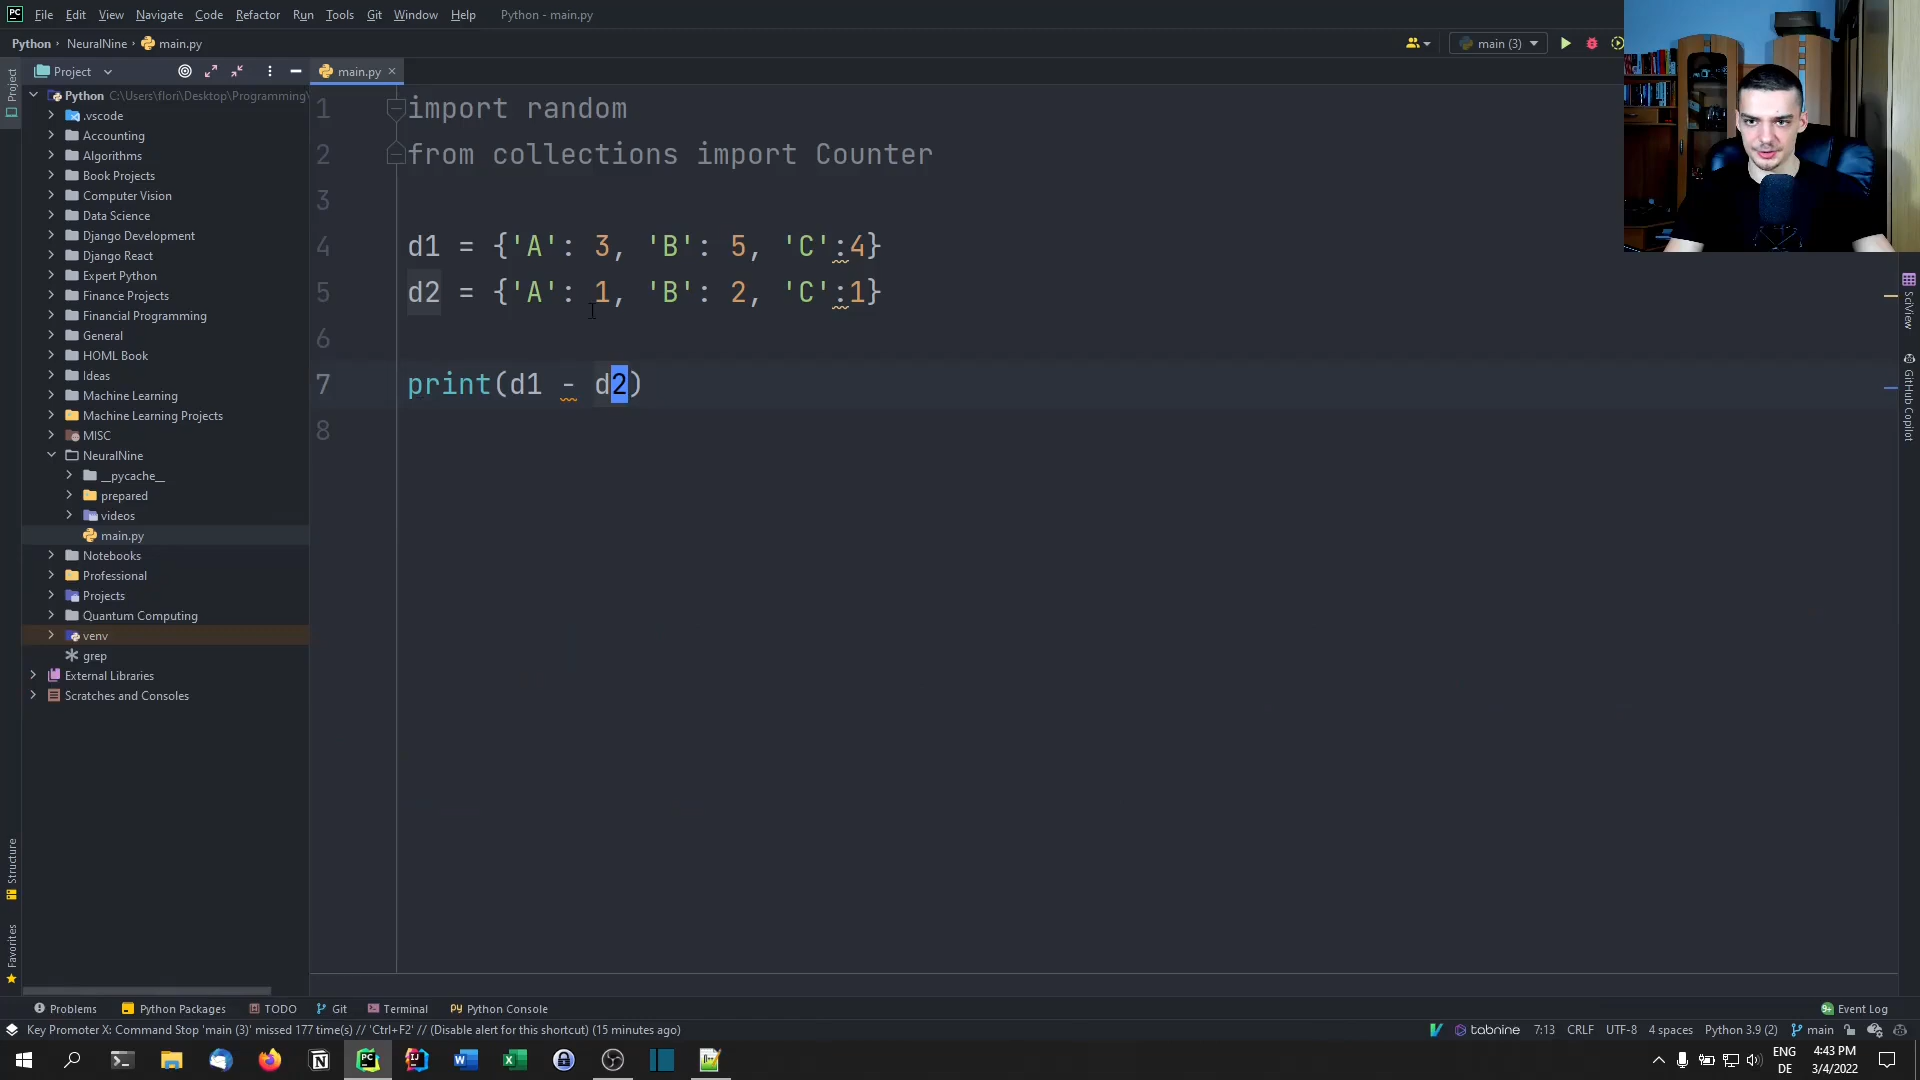 PC File Edit View Navigate Code Refactor Run Tools Git Window Help Python - main.py
Python NeuralNine main.py main (3)
Project main.py
Project
Python C:\Users\flori\Desktop\Programming\
.vscode
Accounting
Algorithms
Book Projects
Computer Vision
Data Science
Django Development
Django React
Expert Python
Finance Projects
Financial Programming
General
HOML Book
Ideas
Machine Learning
Machine Learning Projects
MISC
NeuralNine
__pycache__
prepared
videos
main.py
Notebooks
Professional
Projects
Quantum Computing
venv
grep
External Libraries
Scratches and Consoles
Structure
Favorites
1 import random
2 from collections import Counter
3
4 d1 = {'A': 3, 'B': 5, 'C':4}
5 d2 = {'A': 1, 'B': 2, 'C':1}
6
7 print(d1 - d2)
8
SciView
GitHub Copilot
Problems Python Packages TODO Git Terminal Python Console Event Log
Key Promoter X: Command Stop 'main (3)' missed 177 time(s) // 'Ctrl+F2' // (Disable alert for this shortcut) (15 minutes ago) tabnine 7:13 CRLF UTF-8 4 spaces Python 3.9 (2) main
ENG 4:43 PM
DE 3/4/2022